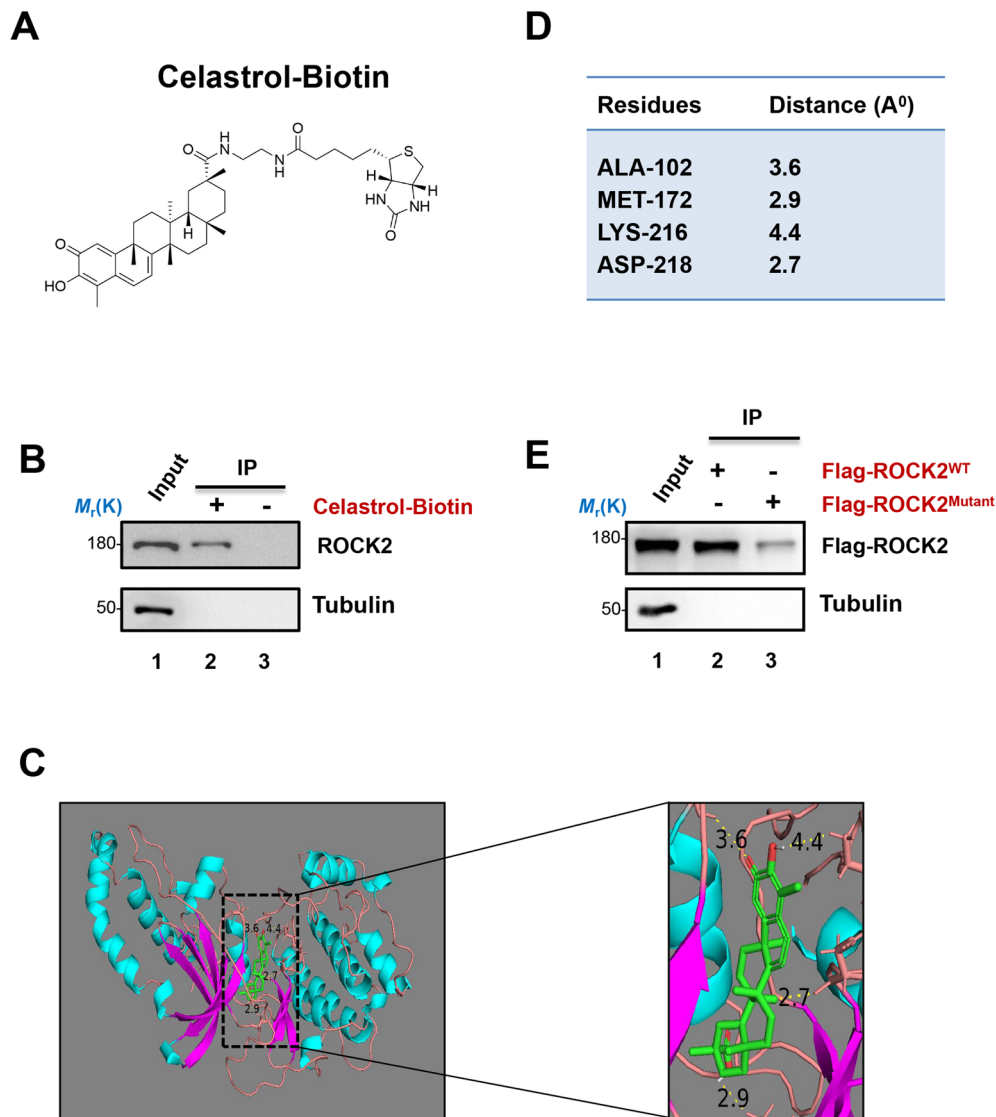 A
Celastrol-Biotin
O
H
N
N
H
O
S
H
H
HN
NH
O
H
O
HO
D
Residues Distance (A⁰)
ALA-102 3.6
MET-172 2.9
LYS-216 4.4
ASP-218 2.7
B
Input
IP
Mr(K) + - Celastrol-Biotin
180- ROCK2
50- Tubulin
1 2 3
E
Input
IP
+ - Flag-ROCK2WT
Mr(K) - + Flag-ROCK2Mutant
180- Flag-ROCK2
50- Tubulin
1 2 3
C
3.6 4.4
2.7
2.9
3.6 4.4
2.7
2.9